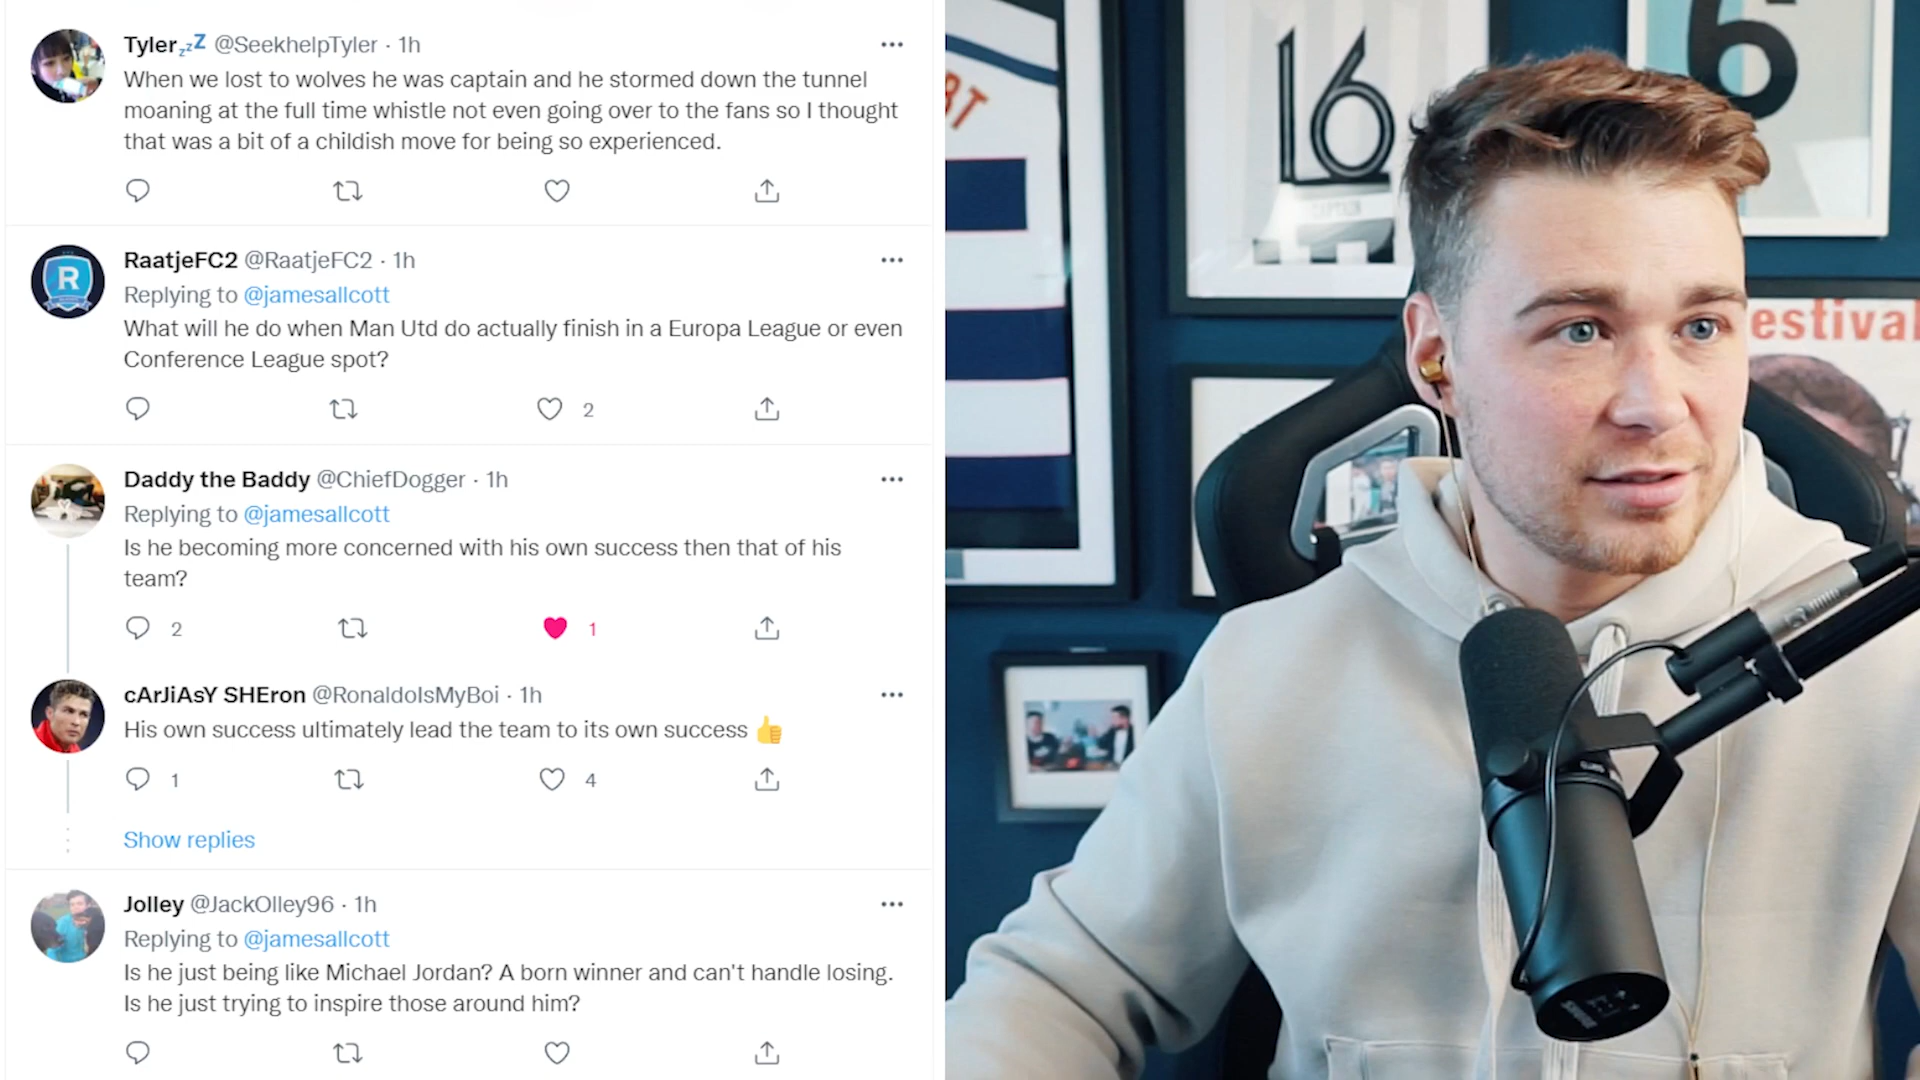 Tyler zzZ @SeekhelpTyler · 1h
When we lost to wolves he was captain and he stormed down the tunnel
moaning at the full time whistle not even going over to the fans so I thought
that was a bit of a childish move for being so experienced.
RaatjeFC2 @RaatjeFC2 · 1h
Replying to @jamesallcott
What will he do when Man Utd do actually finish in a Europa League or even
Conference League spot?
2
Daddy the Baddy @ChiefDogger · 1h
Replying to @jamesallcott
Is he becoming more concerned with his own success then that of his
team?
2 1
cArJiAsY SHEron @RonaldoIsMyBoi · 1h
His own success ultimately lead the team to its own success 👍
1 4
Show replies
Jolley @JackOlley96 · 1h
Replying to @jamesallcott
Is he just being like Michael Jordan? A born winner and can't handle losing.
Is he just trying to inspire those around him?
R
16
CAPTAIN
6
estival